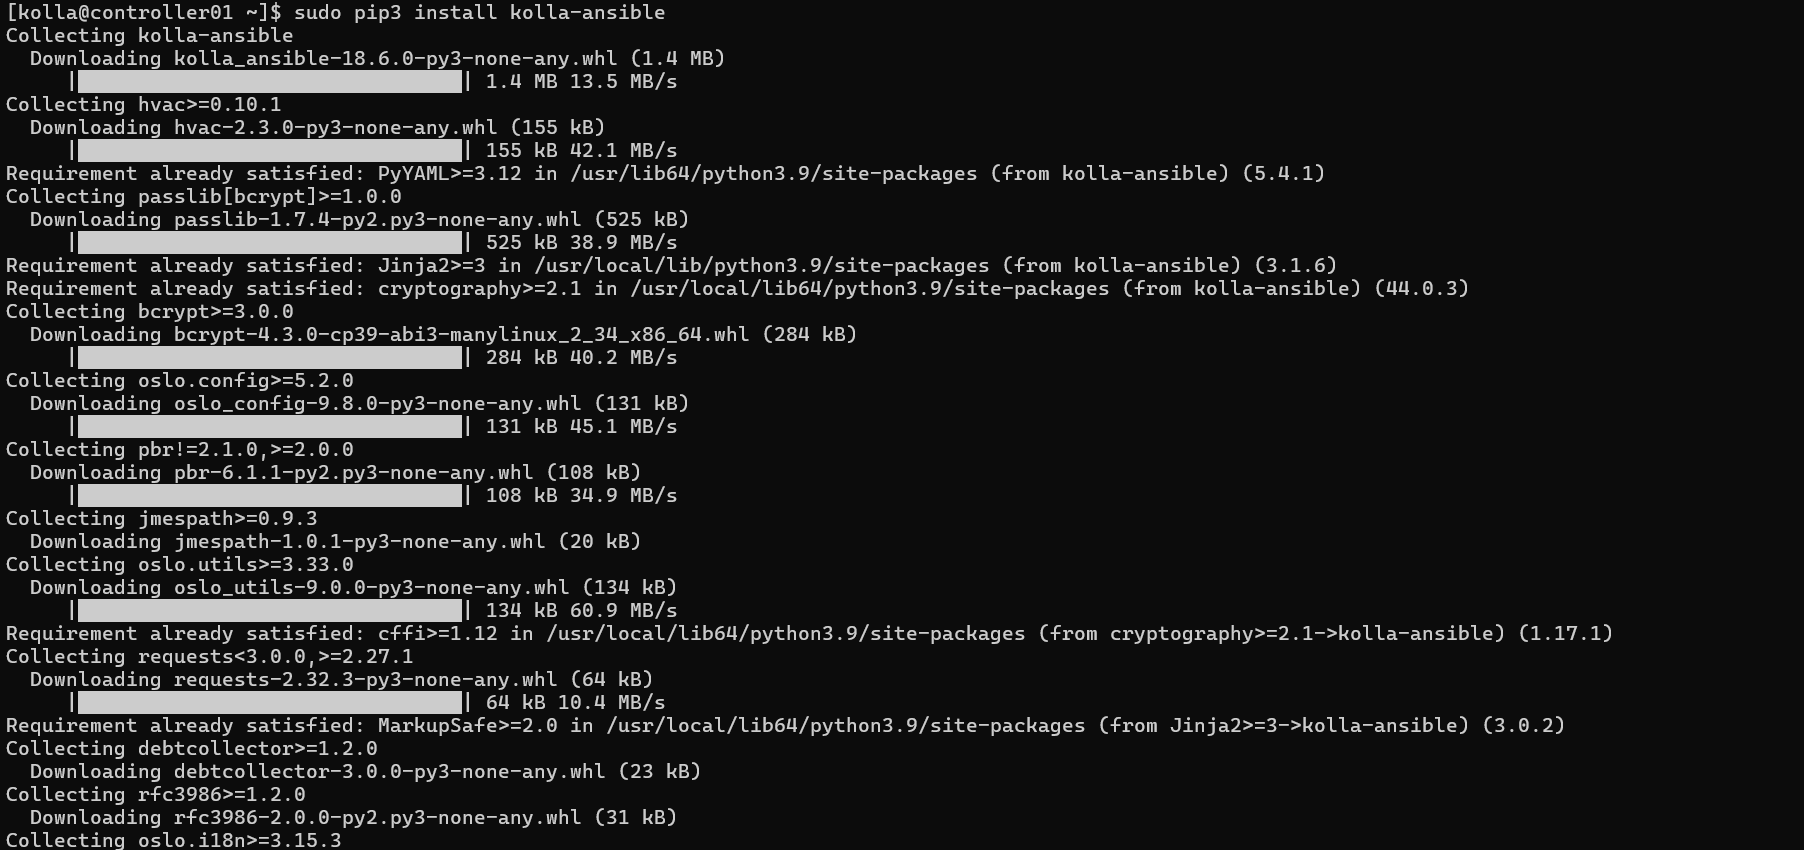 [kolla@controller01 ~]$ sudo pip3 install kolla-ansible
Collecting kolla-ansible
  Downloading kolla_ansible-18.6.0-py3-none-any.whl (1.4 MB)
     |████████████████████████████████| 1.4 MB 13.5 MB/s
Collecting hvac>=0.10.1
  Downloading hvac-2.3.0-py3-none-any.whl (155 kB)
     |████████████████████████████████| 155 kB 42.1 MB/s
Requirement already satisfied: PyYAML>=3.12 in /usr/lib64/python3.9/site-packages (from kolla-ansible) (5.4.1)
Collecting passlib[bcrypt]>=1.0.0
  Downloading passlib-1.7.4-py2.py3-none-any.whl (525 kB)
     |████████████████████████████████| 525 kB 38.9 MB/s
Requirement already satisfied: Jinja2>=3 in /usr/local/lib/python3.9/site-packages (from kolla-ansible) (3.1.6)
Requirement already satisfied: cryptography>=2.1 in /usr/local/lib64/python3.9/site-packages (from kolla-ansible) (44.0.3)
Collecting bcrypt>=3.0.0
  Downloading bcrypt-4.3.0-cp39-abi3-manylinux_2_34_x86_64.whl (284 kB)
     |████████████████████████████████| 284 kB 40.2 MB/s
Collecting oslo.config>=5.2.0
  Downloading oslo_config-9.8.0-py3-none-any.whl (131 kB)
     |████████████████████████████████| 131 kB 45.1 MB/s
Collecting pbr!=2.1.0,>=2.0.0
  Downloading pbr-6.1.1-py2.py3-none-any.whl (108 kB)
     |████████████████████████████████| 108 kB 34.9 MB/s
Collecting jmespath>=0.9.3
  Downloading jmespath-1.0.1-py3-none-any.whl (20 kB)
Collecting oslo.utils>=3.33.0
  Downloading oslo_utils-9.0.0-py3-none-any.whl (134 kB)
     |████████████████████████████████| 134 kB 60.9 MB/s
Requirement already satisfied: cffi>=1.12 in /usr/local/lib64/python3.9/site-packages (from cryptography>=2.1->kolla-ansible) (1.17.1)
Collecting requests<3.0.0,>=2.27.1
  Downloading requests-2.32.3-py3-none-any.whl (64 kB)
     |████████████████████████████████| 64 kB 10.4 MB/s
Requirement already satisfied: MarkupSafe>=2.0 in /usr/local/lib64/python3.9/site-packages (from Jinja2>=3->kolla-ansible) (3.0.2)
Collecting debtcollector>=1.2.0
  Downloading debtcollector-3.0.0-py3-none-any.whl (23 kB)
Collecting rfc3986>=1.2.0
  Downloading rfc3986-2.0.0-py2.py3-none-any.whl (31 kB)
Collecting oslo.i18n>=3.15.3